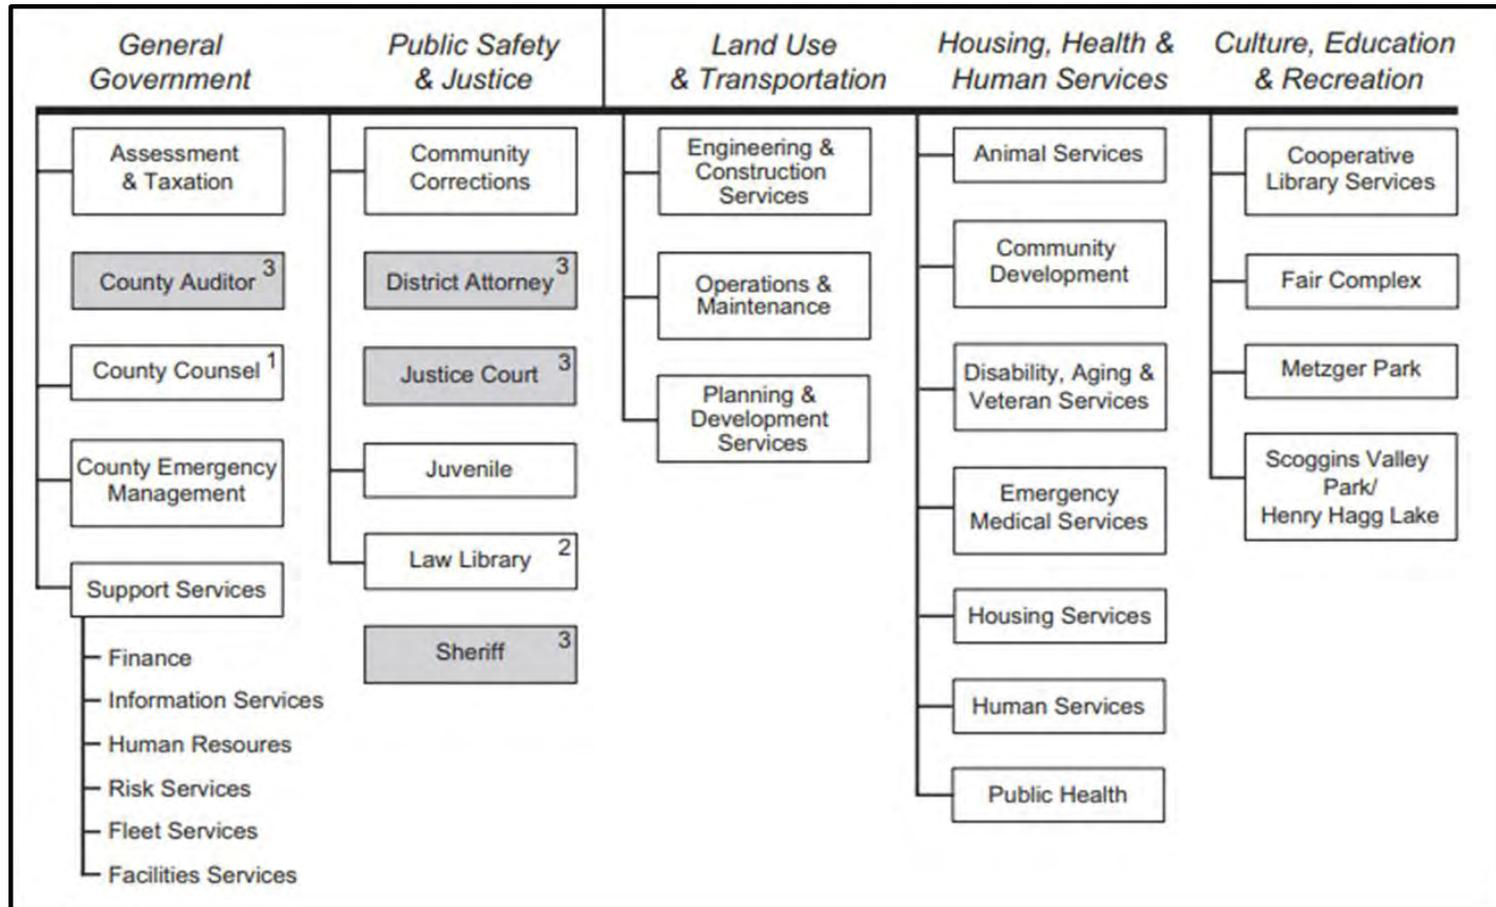 General
Government
Assessment
& Taxation
County Auditor 3
County Counsel 1
County Emergency
Management
Support Services
Finance
Information Services
Human Resoures
Risk Services
Fleet Services
Facilities Services
Public Safety
& Justice
Community
Corrections
District Attorney 3
Justice Court 3
Juvenile
Law Library 2
Sheriff 3
Land Use
& Transportation
Engineering &
Construction
Services
Operations &
Maintenance
Planning &
Development
Services
Housing, Health &
Human Services
Animal Services
Community
Development
Disability, Aging &
Veteran Services
Emergency
Medical Services
Housing Services
Human Services
Public Health
Culture, Education
& Recreation
Cooperative
Library Services
Fair Complex
Metzger Park
Scoggins Valley
Park/
Henry Hagg Lake